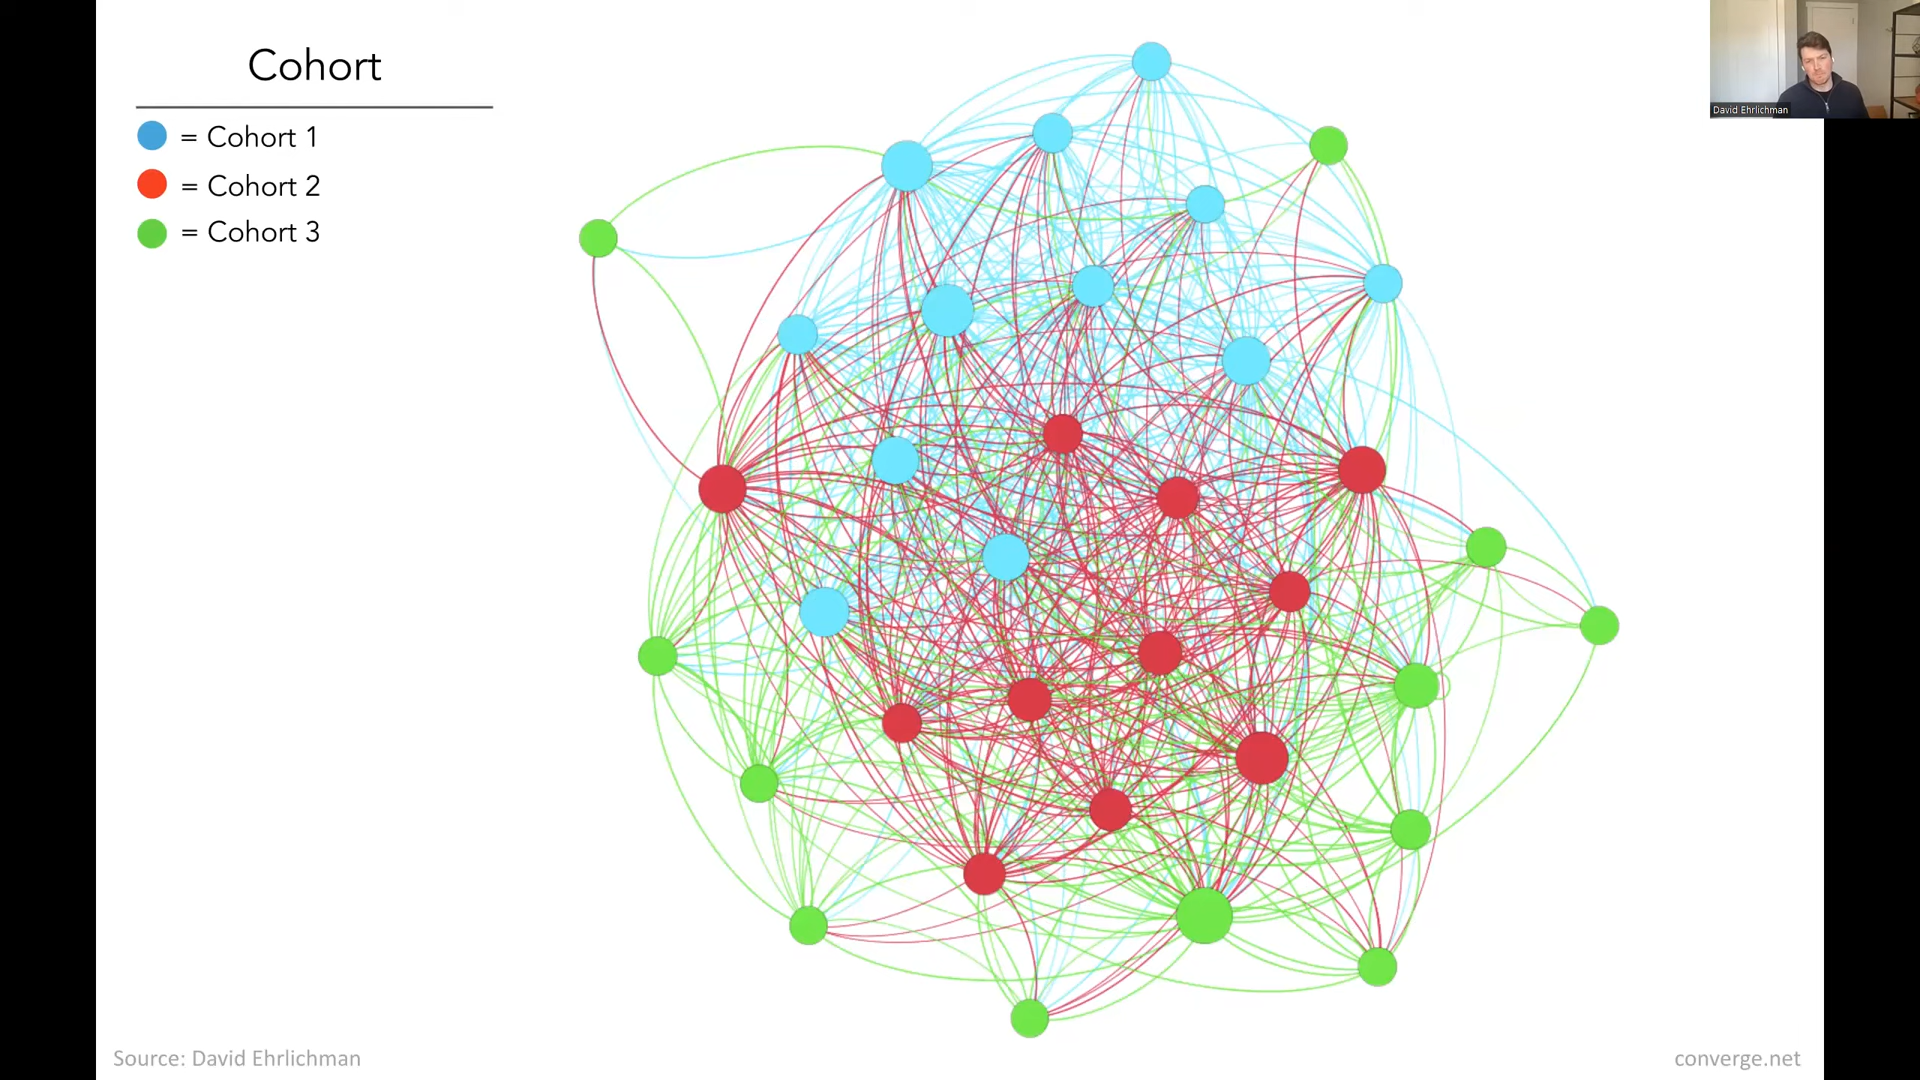 Cohort
= Cohort 1
= Cohort 2
= Cohort 3
David Ehrlichman
Source: David Ehrlichman
converge.net